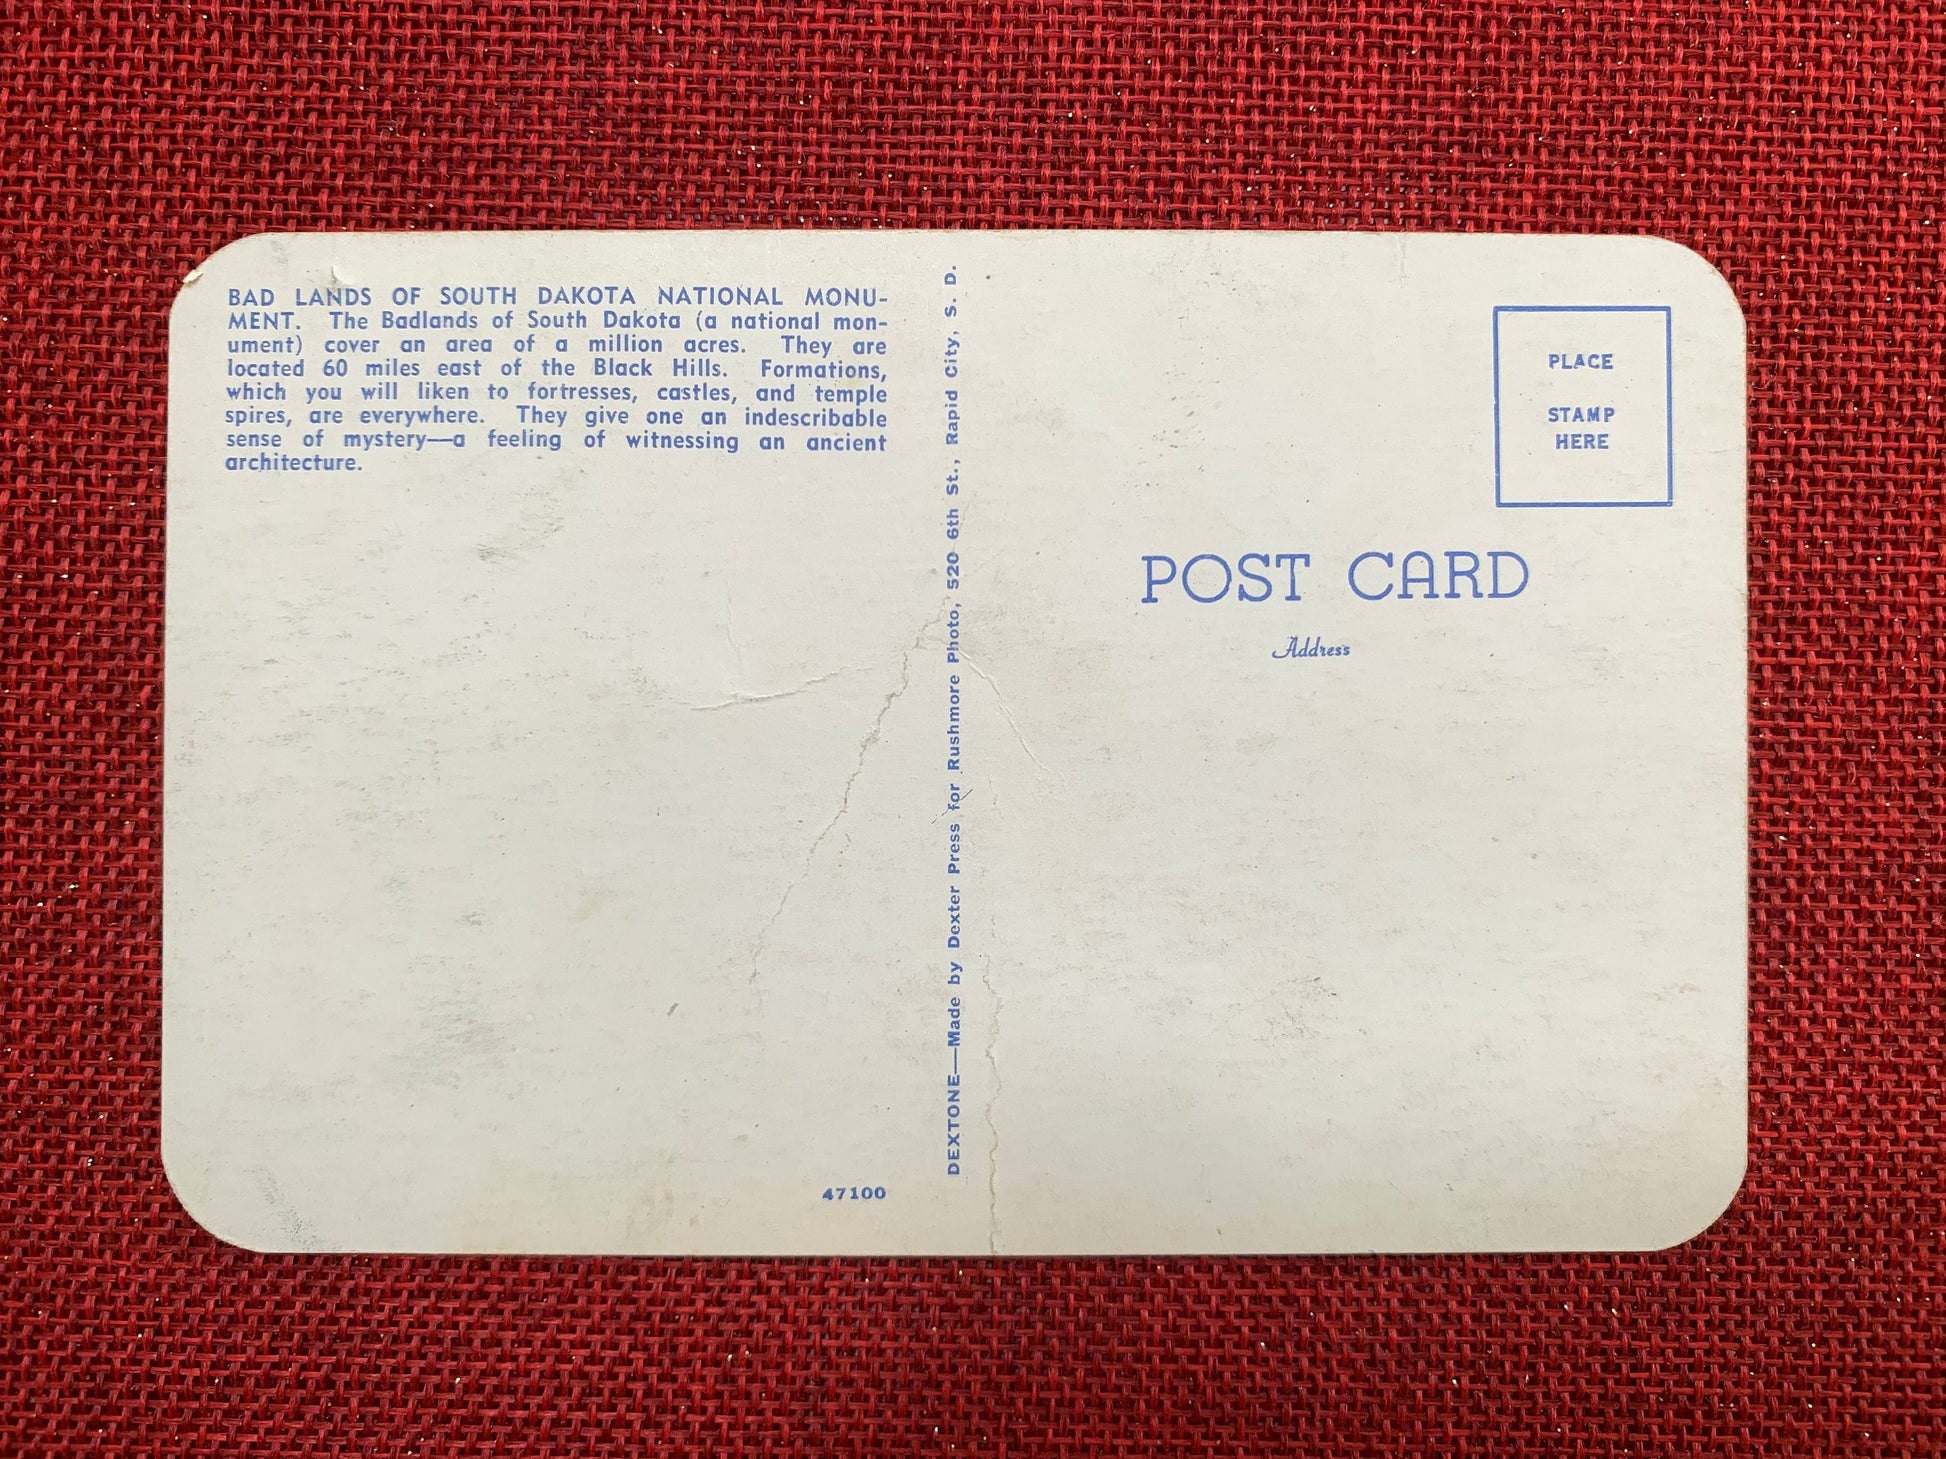 BAD LANDS OF SOUTH DAKOTA NATIONAL MONU-
MENT. The Badlands of South Dakota (a national mon-
ument) cover an area of a million acres. They are
located 60 miles east of the Black Hills. Formations,
which you will liken to fortresses, castles, and temple
spires, are everywhere. They give one an indescribable
sense of mystery—a feeling of witnessing an ancient
architecture.
47100
DEXTONE—Made by Dexter Press for Rushmore Photo, 520 6th St., Rapid City, S. D.
PLACE
STAMP
HERE
POST CARD
Address